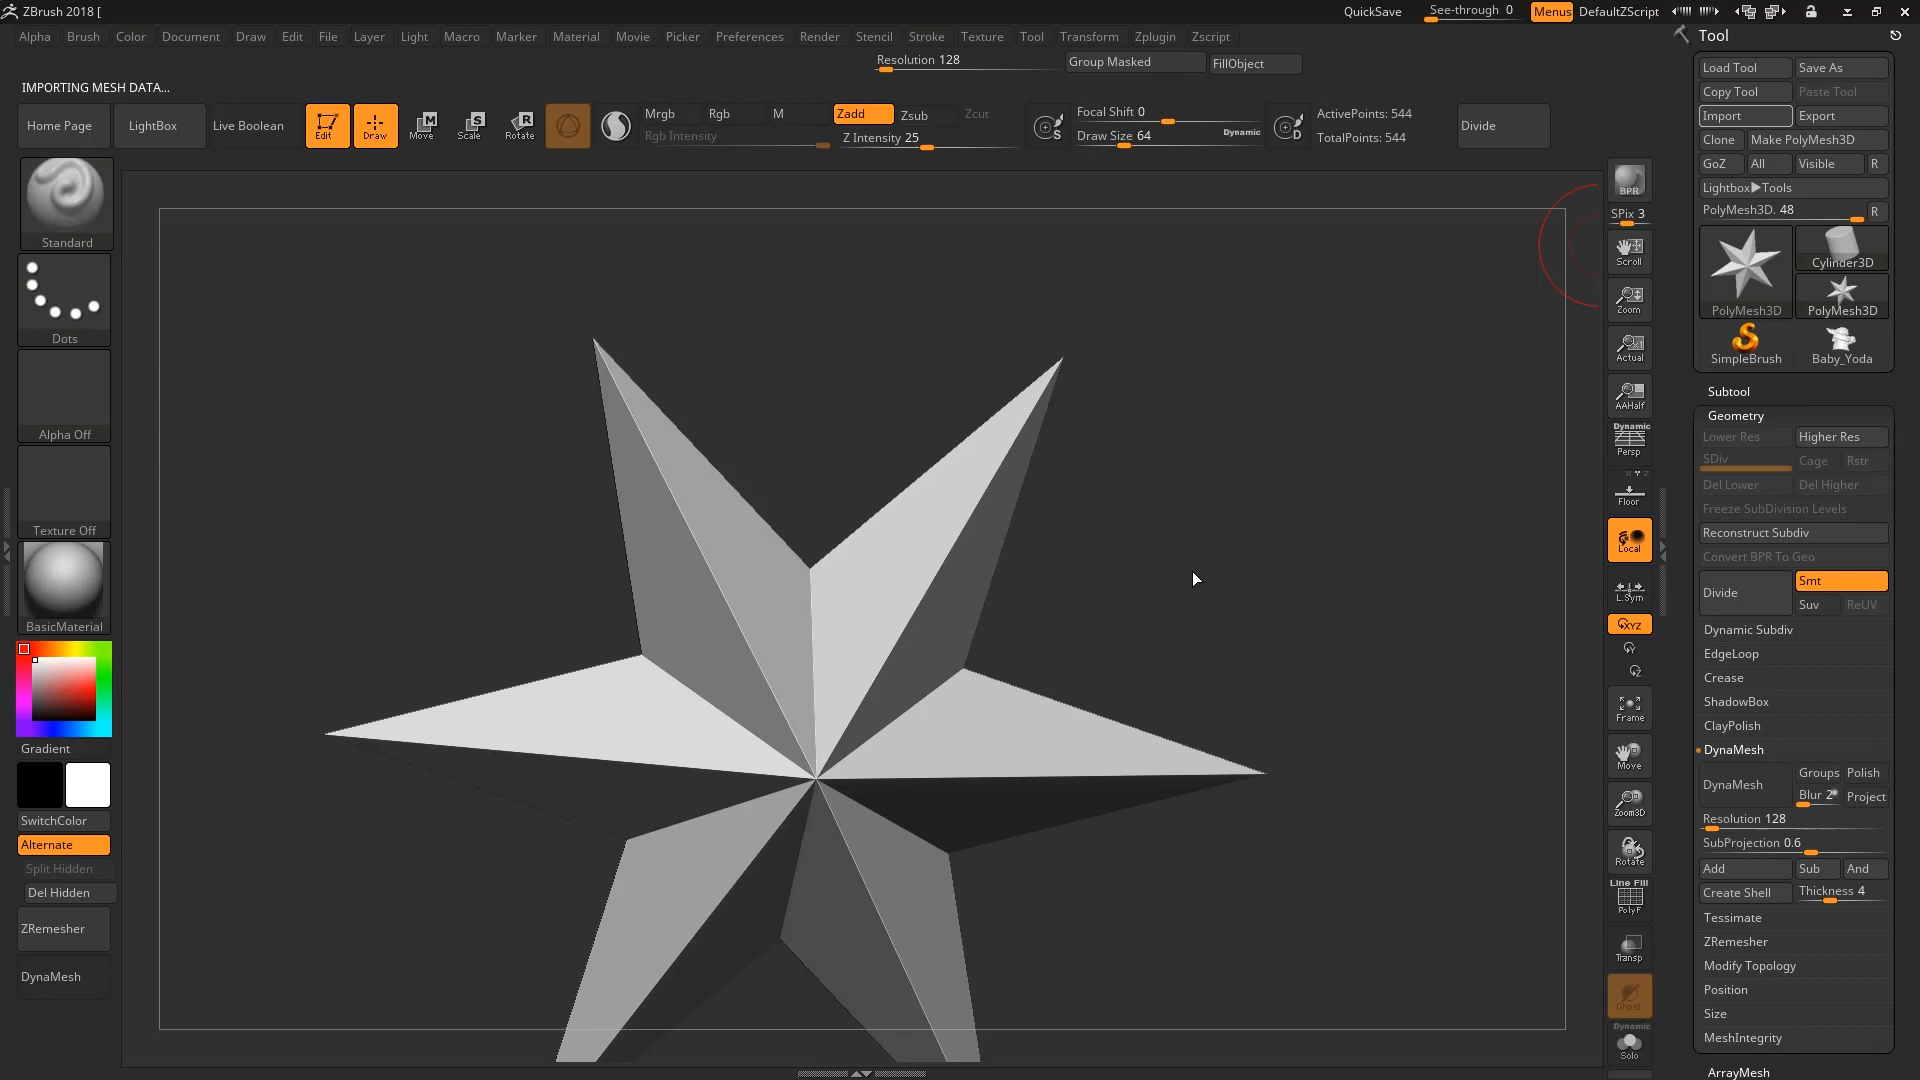 ZBrush 2018 [
QuickSave
See-through 0
Menus
DefaultZScript
Alpha Brush Color Document Draw Edit File Layer Light Macro Marker Material Movie Picker Preferences Render Stencil Stroke Texture Tool Transform Zplugin Zscript
Resolution 128
Group Masked
FillObject
IMPORTING MESH DATA...
Home Page
LightBox
Live Boolean
Edit
Draw
M
Move
S
Scale
R
Rotate
Mrgb Rgb M
Rgb Intensity
Zadd Zsub Zcut
Z Intensity 25
S
Focal Shift 0
Draw Size 64
Dynamic
D
ActivePoints: 544
TotalPoints: 544
Divide
Standard
Dots
Alpha Off
Texture Off
BasicMaterial
Gradient
SwitchColor
Alternate
Split Hidden
Del Hidden
ZRemesher
DynaMesh
BPR
SPix 3
Scroll
Zoom
Actual
AAHalf
Dynamic
Persp
Floor
Local
L.Sym
XYZ
Y
Z
Frame
Move
Zoom3D
Rotate
Line Fill
PolyF
Transp
Ghost
Dynamic
Solo
Tool
Load Tool Save As
Copy Tool Paste Tool
Import Export
Clone Make PolyMesh3D
GoZ All Visible R
Lightbox▶Tools
PolyMesh3D. 48 R
PolyMesh3D
Cylinder3D
PolyMesh3D
SimpleBrush
Baby_Yoda
Subtool
Geometry
Lower Res Higher Res
SDiv Cage Rstr
Del Lower Del Higher
Freeze SubDivision Levels
Reconstruct Subdiv
Convert BPR To Geo
Divide
Smt
Suv ReUV
Dynamic Subdiv
EdgeLoop
Crease
ShadowBox
ClayPolish
DynaMesh
DynaMesh
Groups Polish
Blur 2 Project
Resolution 128
SubProjection 0.6
Add Sub And
Create Shell Thickness 4
Tessimate
ZRemesher
Modify Topology
Position
Size
MeshIntegrity
ArrayMesh